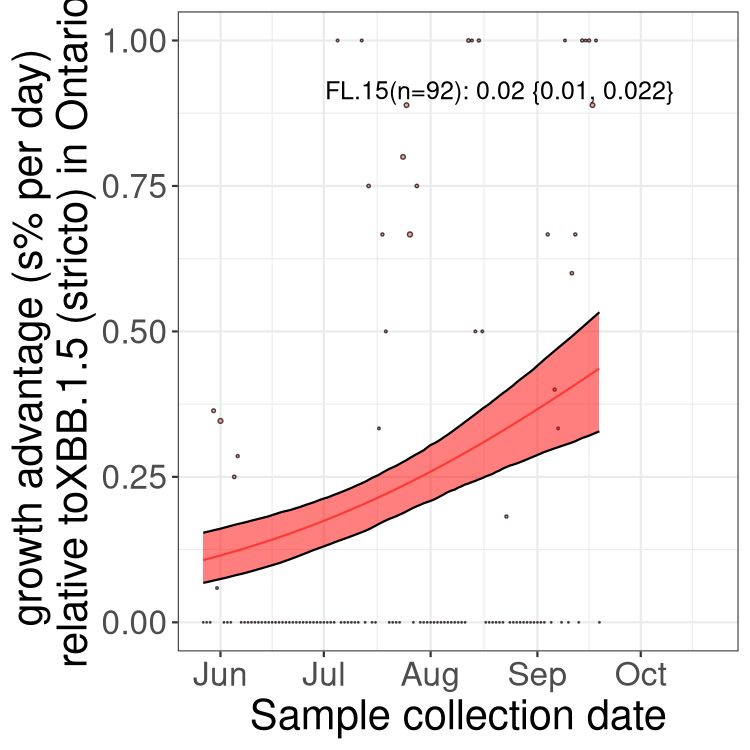 growth advantage (s% per day)
relative toXBB.1.5 (stricto) in Ontario
1.00
0.75
0.50
0.25
0.00
FL.15(n=92): 0.02 {0.01, 0.022}
Jun Jul Aug Sep Oct
Sample collection date